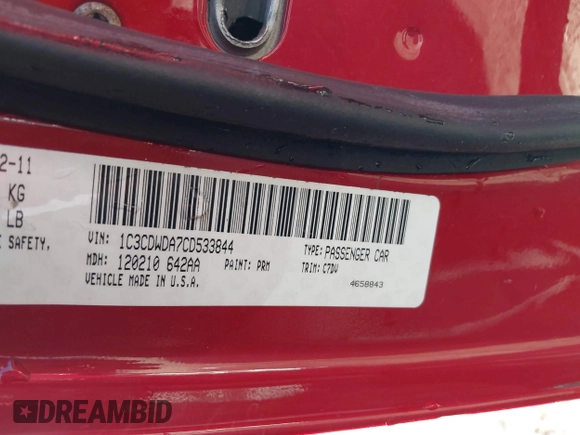 2-11
KG
LB
SAFETY,
VIN: 1C3CDWDA7CD533844
TYPE: PASSENGER CAR
MDH: 120210 642AA
PAINT: PRM
TRIM: C7DV
VEHICLE MADE IN U.S.A.
4658843
DREAMBID